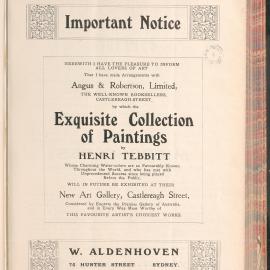 Important Notice
HEREWITH I HAVE THE PLEASURE TO INFORM
ALL LOVERS OF ART
That I have made Arrangements with
Angus & Robertson, Limited,
THE WELL-KNOWN BOOKSELLERS,
CASTLEREAGH STREET,
by which the
Exquisite Collection
of Paintings
by
HENRI TEBBITT
Whose Charming Water-colors are so Favourably Known
Throughout the World, and who has met with
Unprecedented Success since being placed
Before the Public,
WILL IN FUTURE BE EXHIBITED AT THEIR
New Art Gallery, Castlereagh Street,
Considered by Experts the Premier Gallery of Australia,
and in Every Way Most Worthy of
THIS FAVOURITE ARTIST'S CHOICEST WORKS.
W. ALDENHOVEN
74 HUNTER STREET SYDNEY.